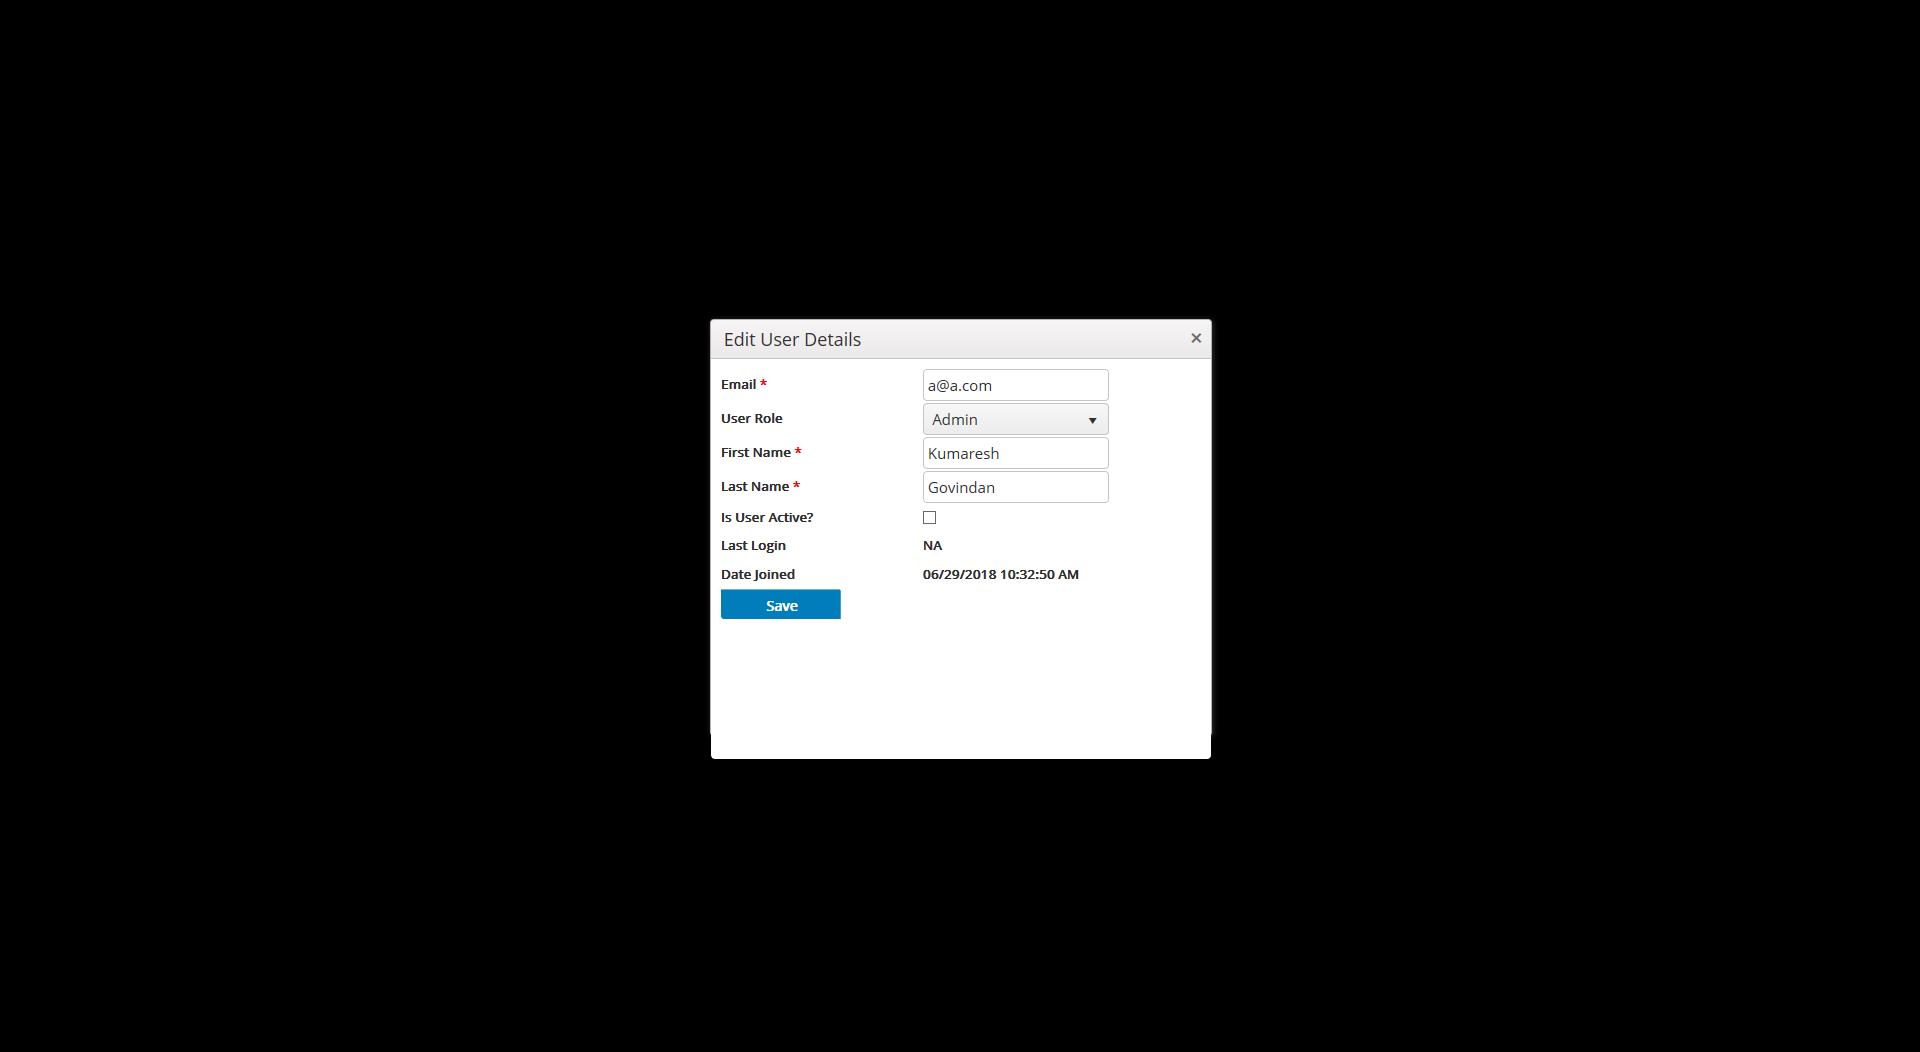 Edit User Details ×
Email * a@a.com
User Role Admin
First Name * Kumaresh
Last Name * Govindan
Is User Active?
Last Login NA
Date Joined 06/29/2018 10:32:50 AM
Save